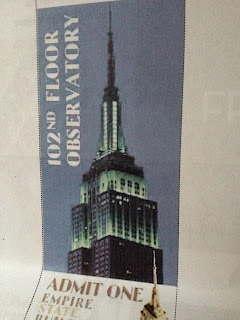 102ND FLOOR
OBSERVATORY
ADMIT ONE
EMPIRE
STATE